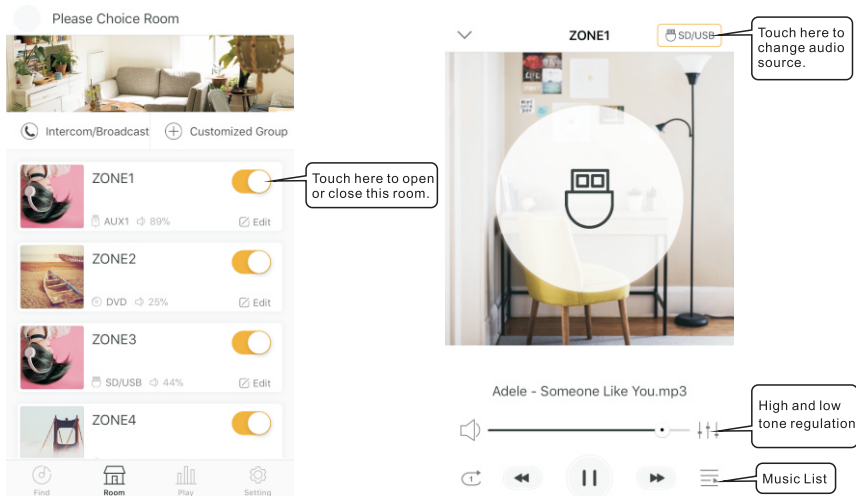 Please Choice Room
Intercom/Broadcast
Customized Group
ZONE1
AUX1 89%
Edit
ZONE2
DVD 25%
Edit
ZONE3
SD/USB 44%
Edit
ZONE4
Find
Room
Play
Setting
Touch here to open
or close this room.
ZONE1
SD/USB
Touch here to
change audio
source.
Adele - Someone Like You.mp3
High and low
tone regulation
1
Music List